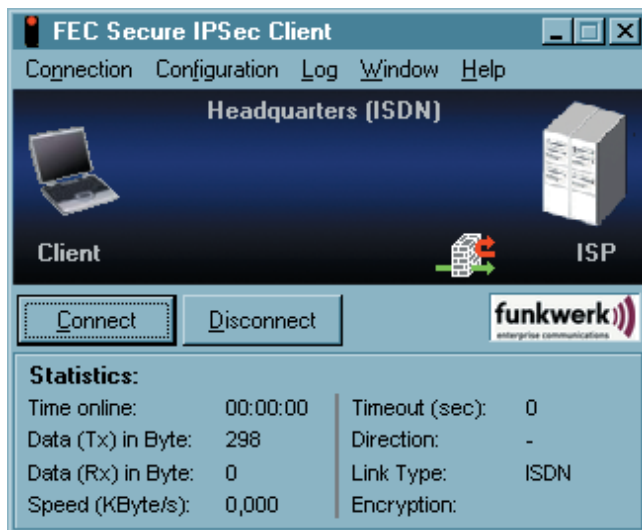 FEC Secure IPSec Client
Connection Configuration Log Window Help
Headquarters (ISDN)
Client ISP
Connect Disconnect funkwerk
enterprise communications
Statistics:
Time online: 00:00:00 Timeout (sec): 0
Data (Tx) in Byte: 298 Direction: -
Data (Rx) in Byte: 0 Link Type: ISDN
Speed (KByte/s): 0,000 Encryption: